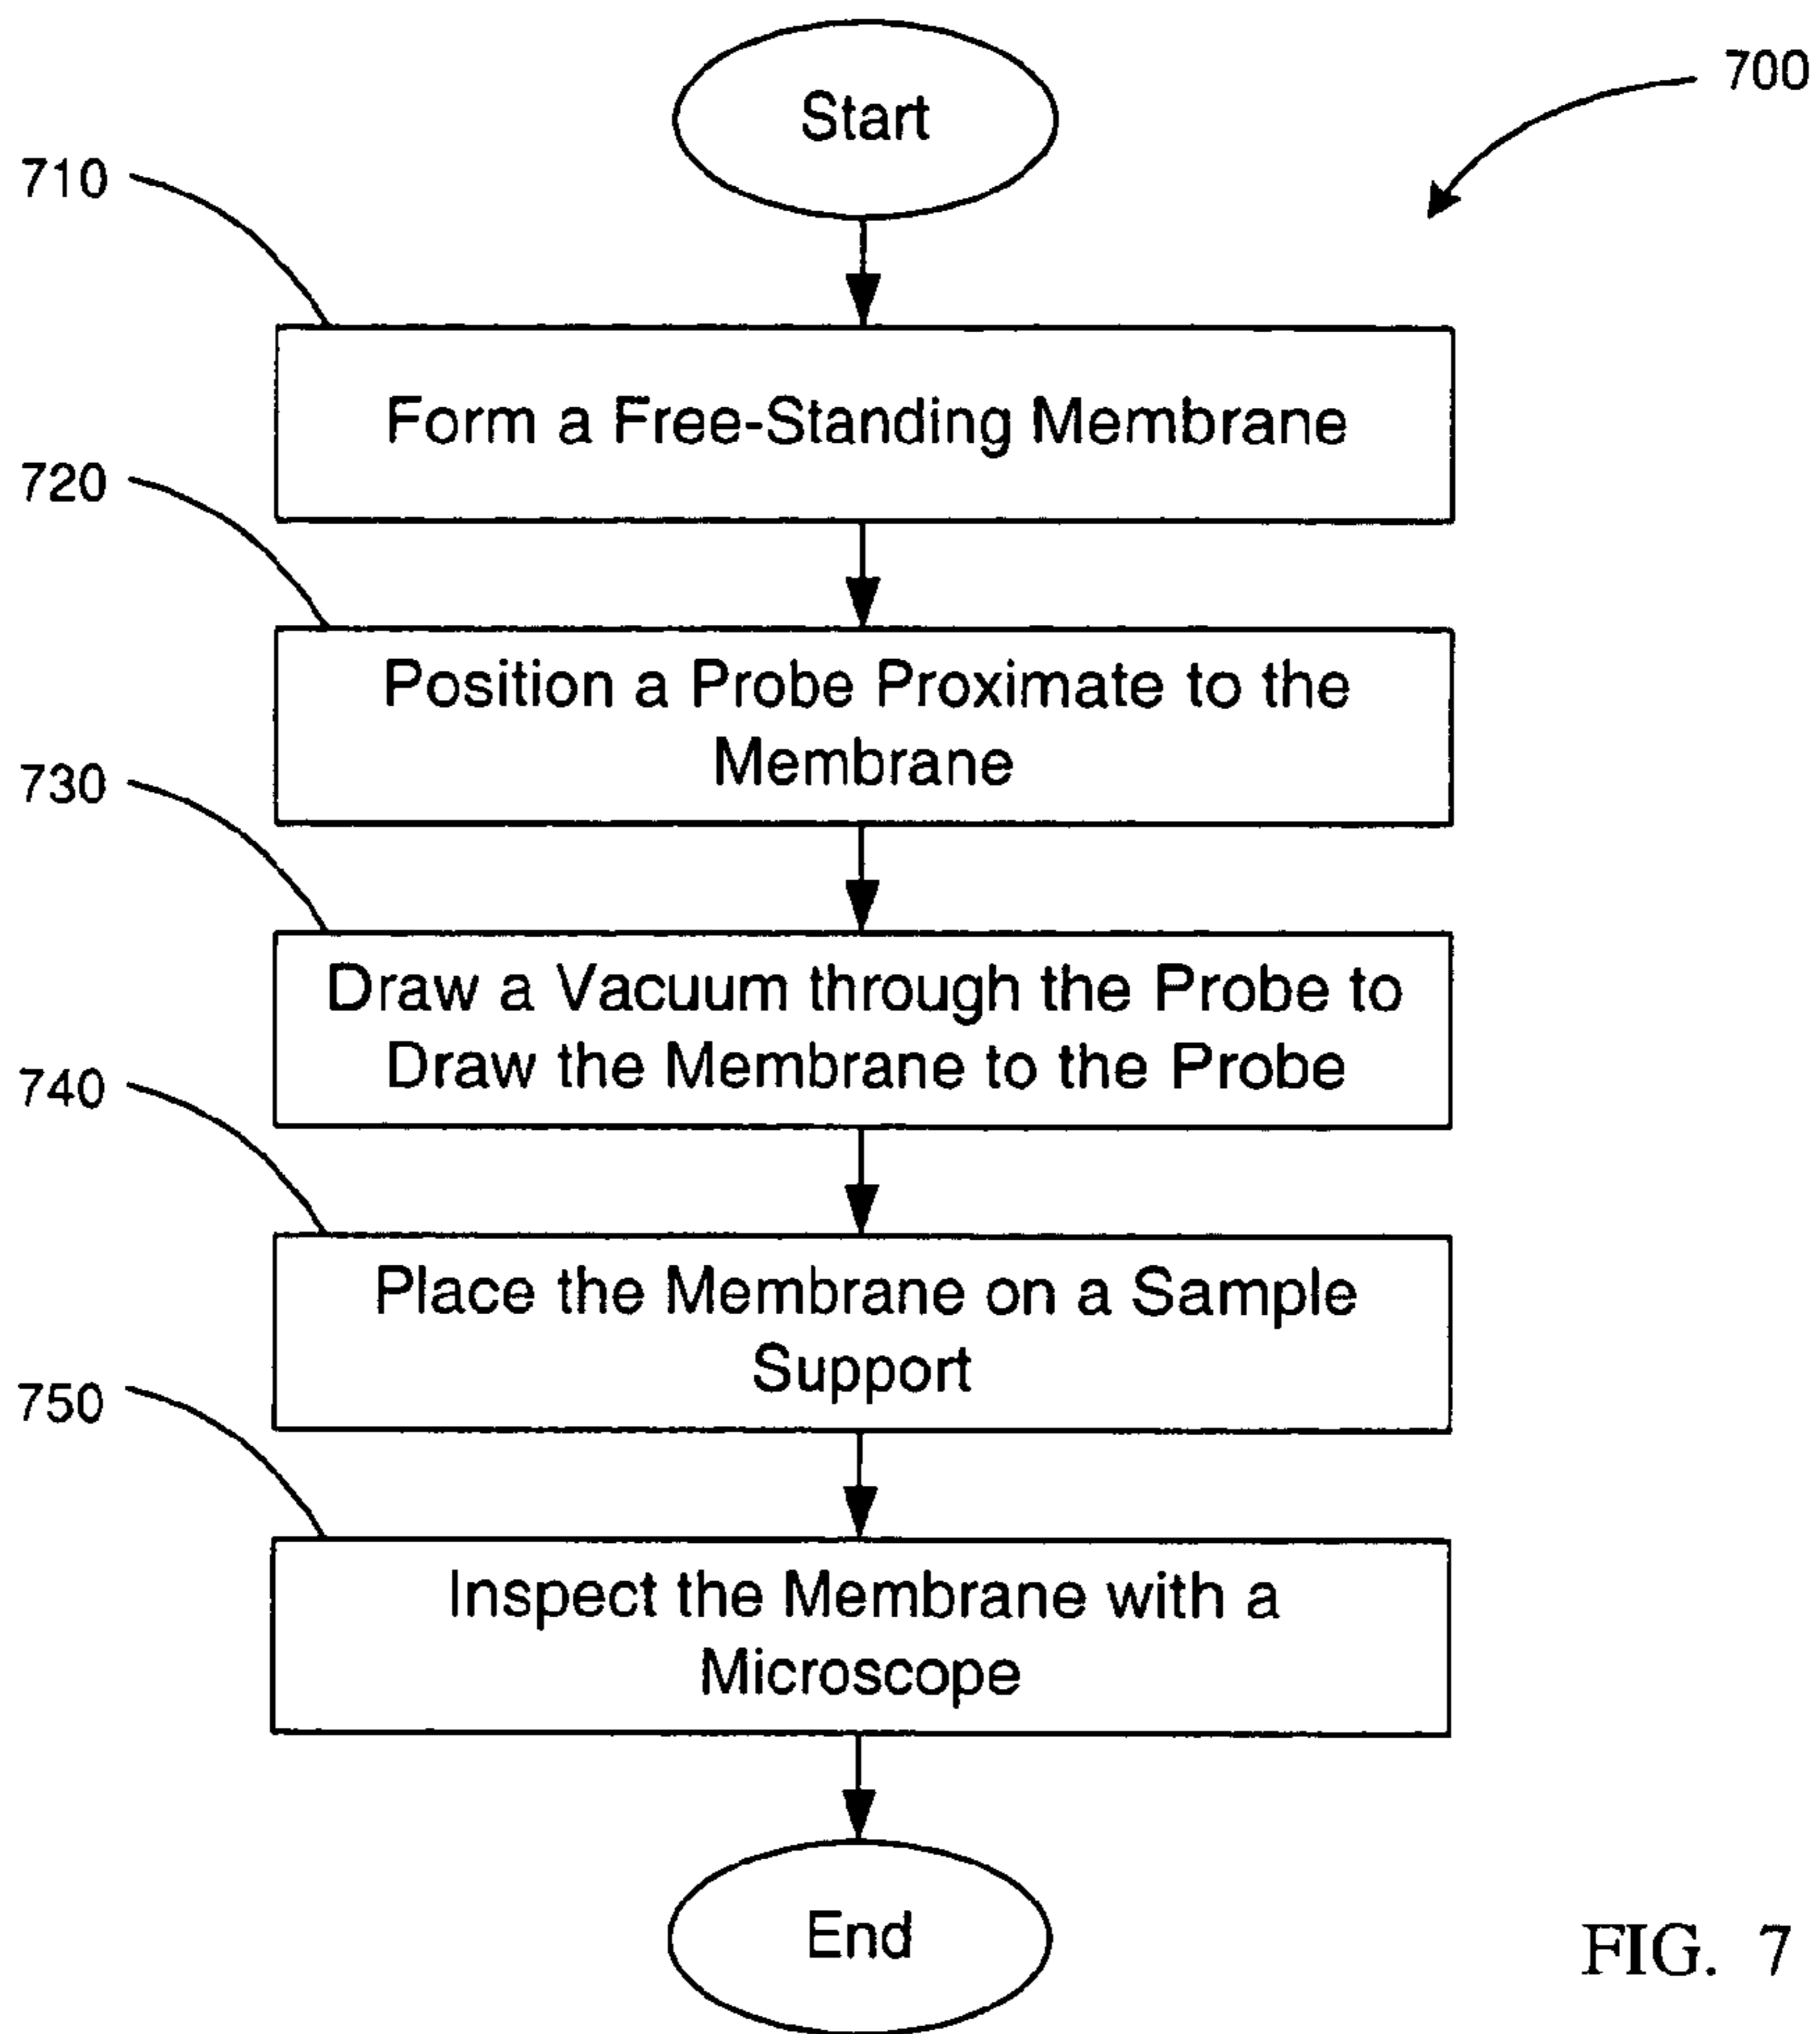 Start
700
710
Form a Free-Standing Membrane
720
Position a Probe Proximate to the
Membrane
730
Draw a Vacuum through the Probe to
Draw the Membrane to the Probe
740
Place the Membrane on a Sample
Support
750
Inspect the Membrane with a
Microscope
End
FIG. 7